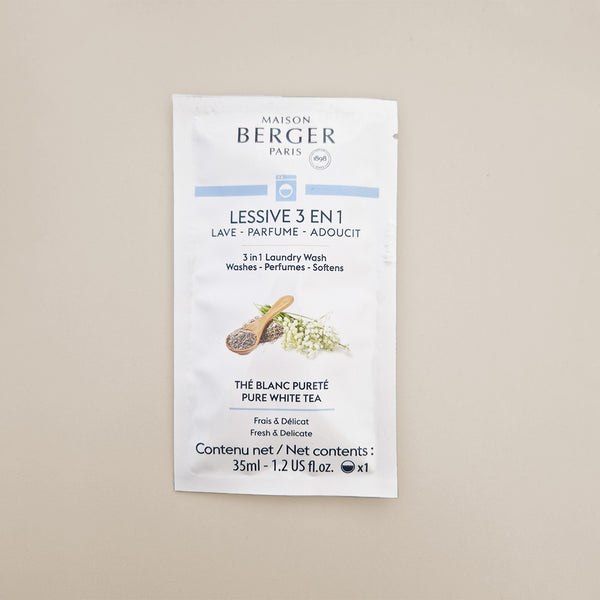 MAISON
BERGER
PARIS
1898
LESSIVE 3 EN 1
LAVE - PARFUME - ADOUCIT
3 in 1 Laundry Wash
Washes - Perfumes - Softens
THÉ BLANC PURETÉ
PURE WHITE TEA
Frais & Délicat
Fresh & Delicate
Contenu net / Net contents :
35ml - 1.2 US fl.oz. x1